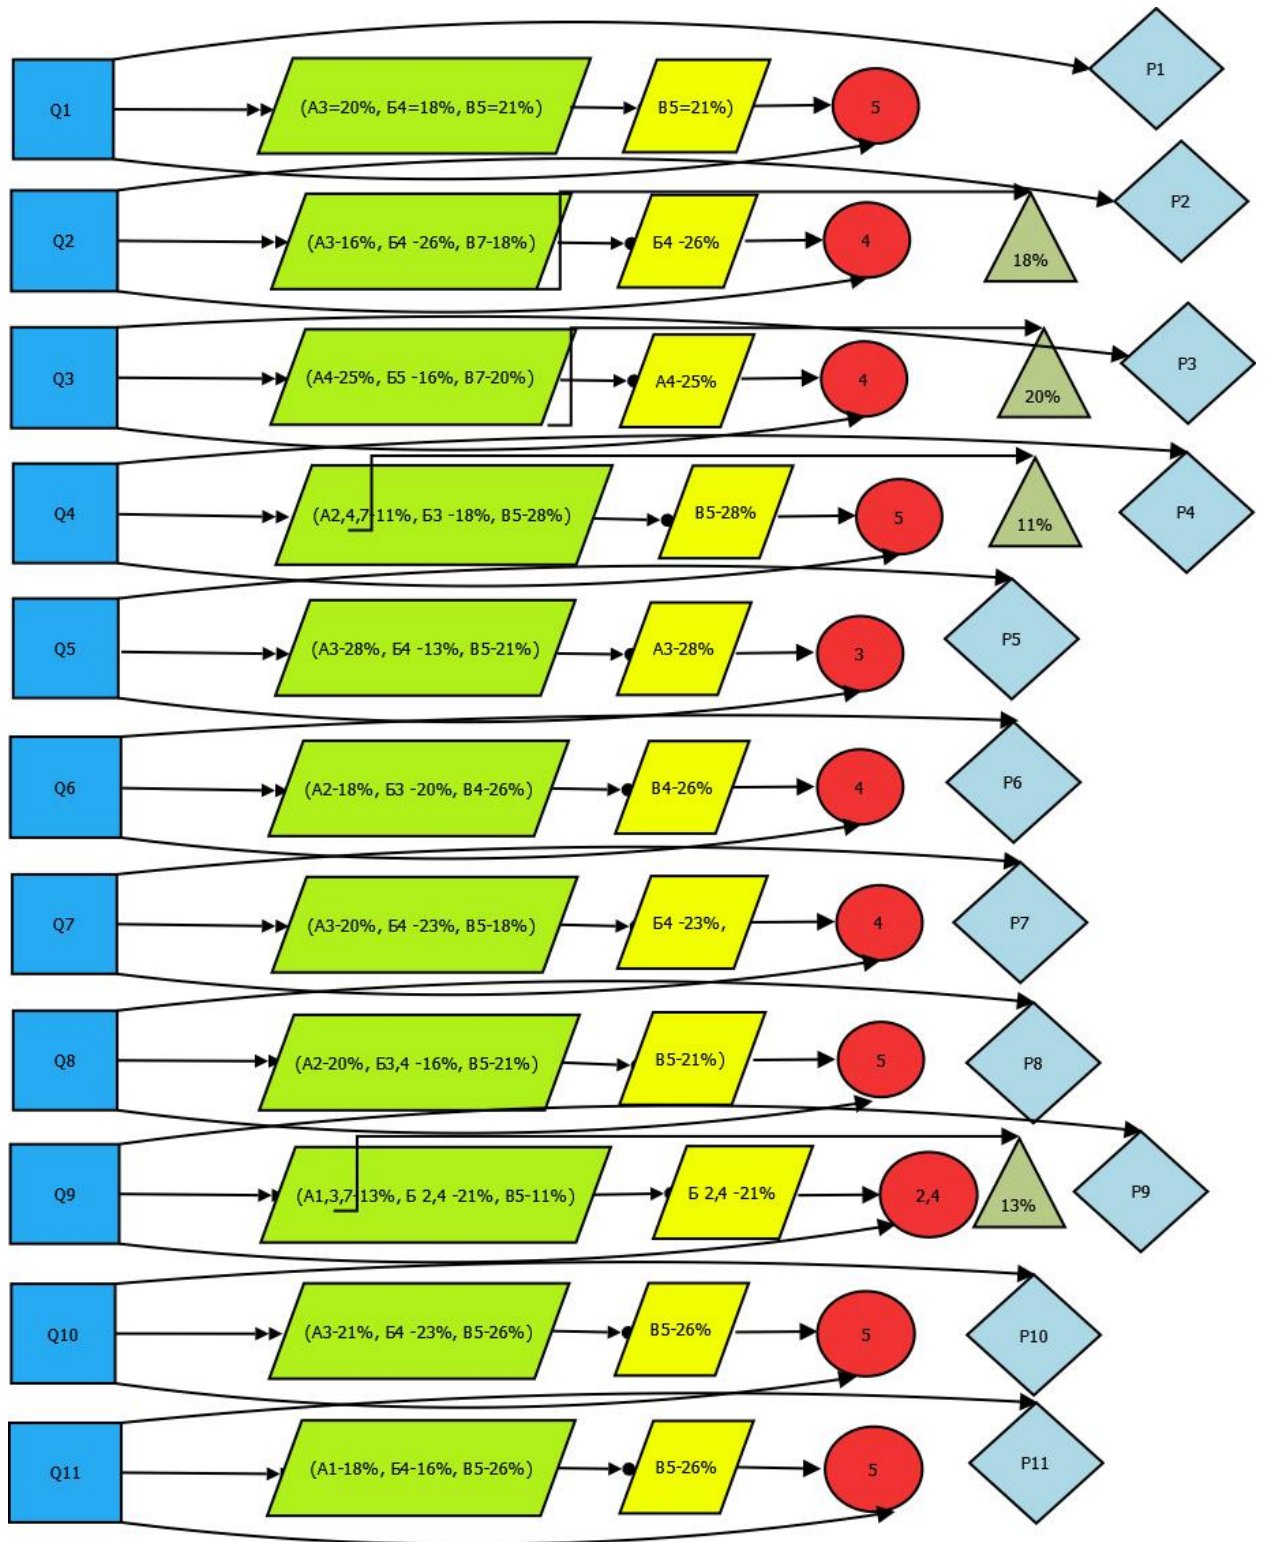 P1
Q1
(А3=20%, Б4=18%, В5=21%)
В5=21%)
5
P2
Q2
(А3-16%, Б4 -26%, В7-18%)
Б4 -26%
4
18%
P3
Q3
(А4-25%, Б5 -16%, В7-20%)
А4-25%
4
20%
Q4
(А2,4,7-11%, Б3 -18%, В5-28%)
В5-28%
5
11%
P4
Q5
(А3-28%, Б4 -13%, В5-21%)
А3-28%
3
P5
Q6
(А2-18%, Б3 -20%, В4-26%)
В4-26%
4
P6
Q7
(А3-20%, Б4 -23%, В5-18%)
Б4 -23%,
4
P7
Q8
(А2-20%, Б3,4 -16%, В5-21%)
В5-21%)
5
P8
Q9
(А1,3,7-13%, Б 2,4 -21%, В5-11%)
Б 2,4 -21%
2,4
13%
P9
Q10
(А3-21%, Б4 -23%, В5-26%)
В5-26%
5
P10
Q11
(А1-18%, Б4-16%, В5-26%)
В5-26%
5
P11